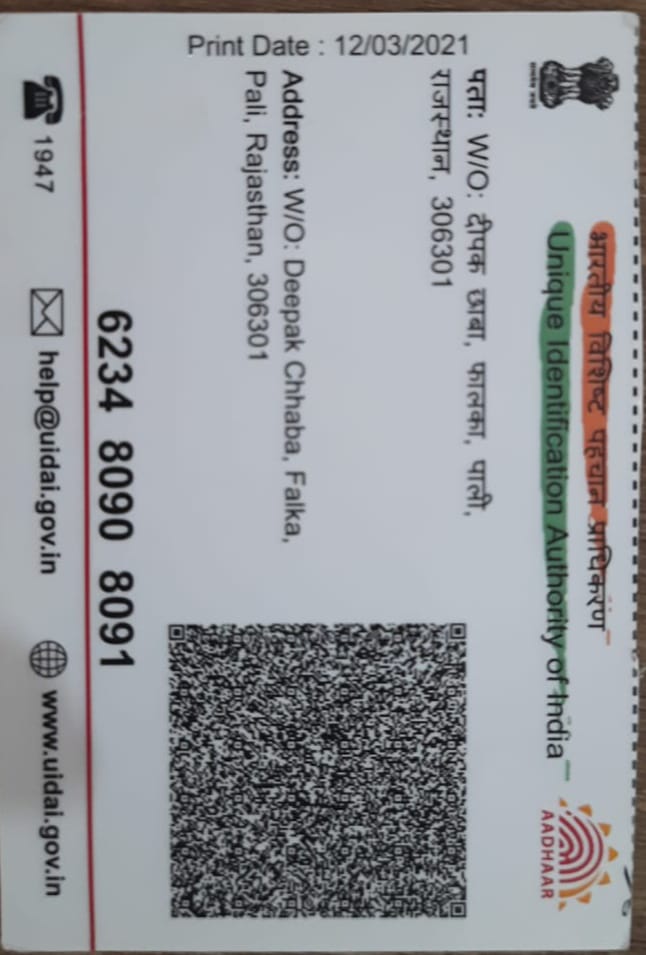 भारतीय विशिष्ट पहचान प्राधिकरण
Unique Identification Authority of India
AADHAAR
सत्यमेव जयते
पता: W/O: दीपक छाबा, फालका, पाली,
राजस्थान, 306301
Address: W/O: Deepak Chhaba, Falka,
Pali, Rajasthan, 306301
Print Date : 12/03/2021
6234 8090 8091
1947
help@uidai.gov.in
www.uidai.gov.in